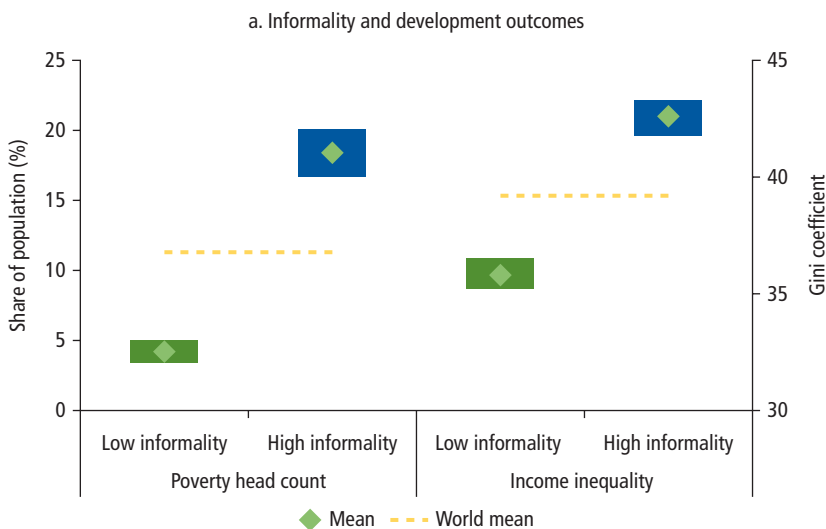 a. Informality and development outcomes
Share of population (%)
25
20
15
10
5
0
45
40
35
30
Gini coefficient
Low informality High informality Low informality High informality
Poverty head count Income inequality
Mean World mean